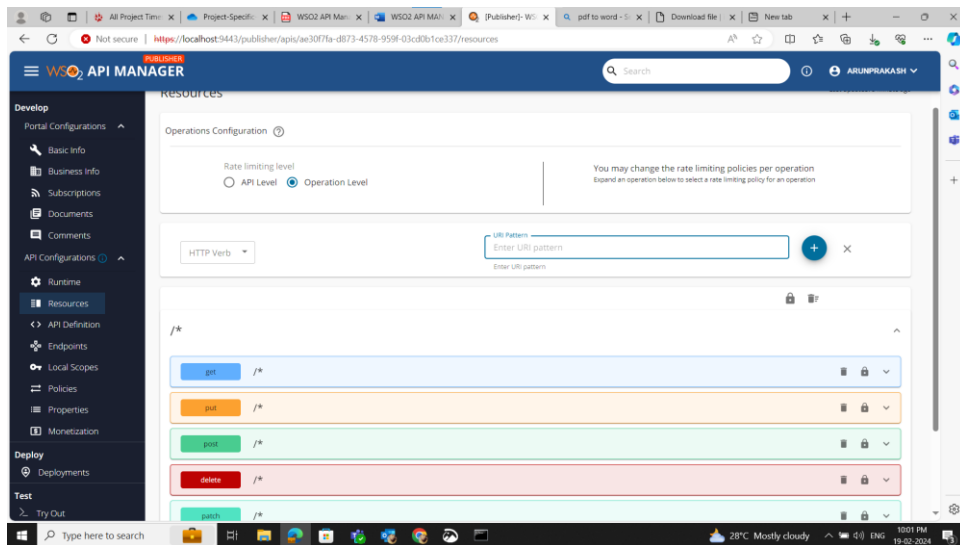 All Project Time
Project-Specific
WSO2 API Man
WSO2 API MAN
[Publisher]- WS
pdf to word - S
Download file |
New tab
Not secure
https://localhost:9443/publisher/apis/ae30f7fa-d873-4578-959f-03cd0b1ce337/resources
PUBLISHER
WSO2 API MANAGER
Search
ARUNPRAKASH
Develop
Portal Configurations
Basic Info
Business Info
Subscriptions
Documents
Comments
API Configurations
Runtime
Resources
API Definition
Endpoints
Local Scopes
Policies
Properties
Monetization
Deploy
Deployments
Test
Try Out
Resources
Operations Configuration
Rate limiting level
API Level Operation Level
You may change the rate limiting policies per operation
Expand an operation below to select a rate limiting policy for an operation
HTTP Verb
URI Pattern
Enter URI pattern
Enter URI pattern
/*
get /*
put /*
post /*
delete /*
patch /*
Type here to search
28°C Mostly cloudy
ENG
10:01 PM
19-02-2024